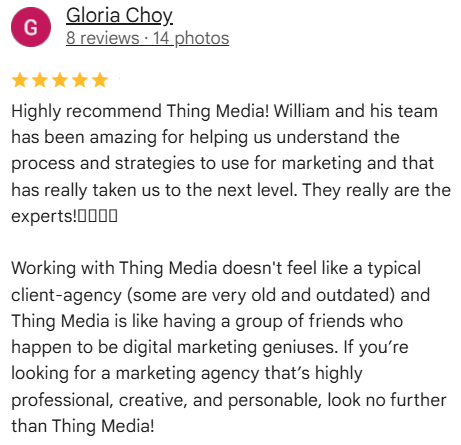 G
Gloria Choy
8 reviews · 14 photos
Highly recommend Thing Media! William and his team
has been amazing for helping us understand the
process and strategies to use for marketing and that
has really taken us to the next level. They really are the
experts!▯▯▯▯
Working with Thing Media doesn't feel like a typical
client-agency (some are very old and outdated) and
Thing Media is like having a group of friends who
happen to be digital marketing geniuses. If you’re
looking for a marketing agency that’s highly
professional, creative, and personable, look no further
than Thing Media!